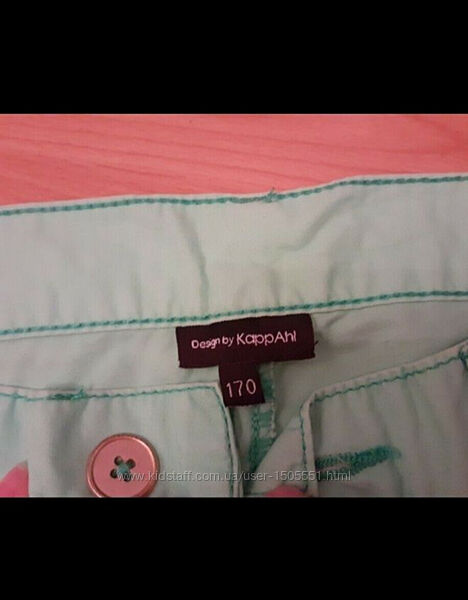 Design by KappAhl
170
www.kidstaff.com.ua/user-1505551.html